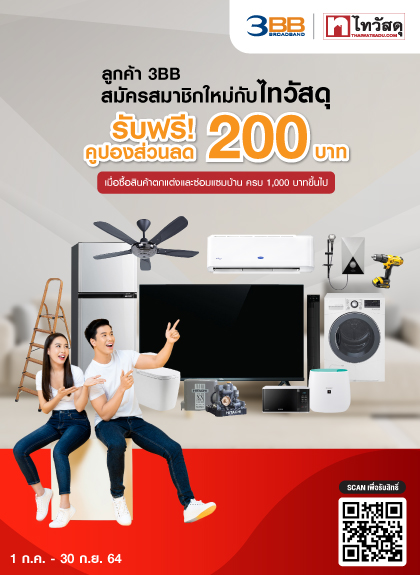 3BB
BROADBAND
ไทวัสดุ
THAIWATSADU.COM
ลูกค้า 3BB
สมัครสมาชิกใหม่กับไทวัสดุ
รับฟรี!
คูปองส่วนลด 200 บาท
เมื่อซื้อสินค้าตกแต่งและซ่อมแซมบ้าน ครบ 1,000 บาทขึ้นไป
HITACHI
SCAN เพื่อรับสิทธิ์
1 ก.ค. - 30 ก.ย. 64